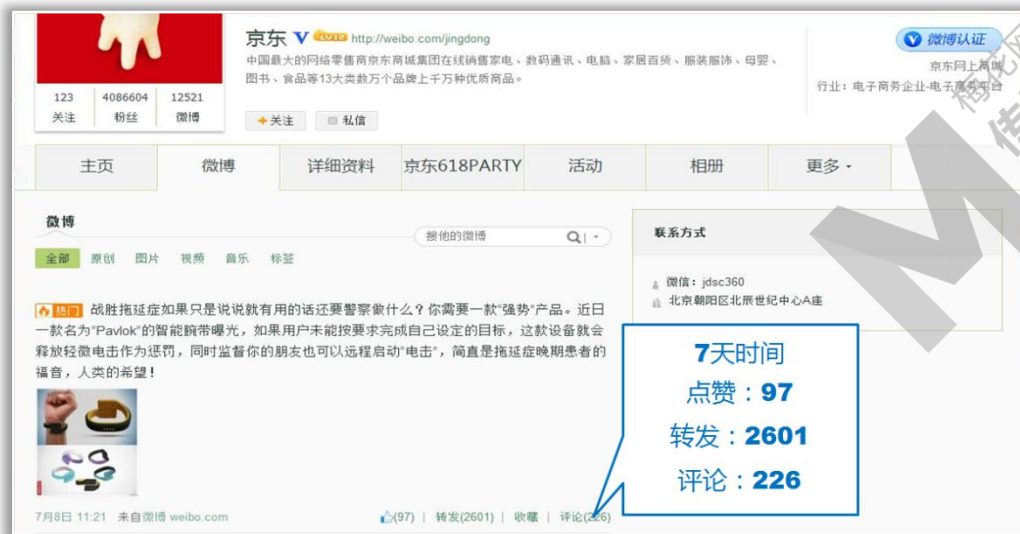 京东 V LV12 http://weibo.com/jingdong
中国最大的网络零售商京东商城集团在线销售家电、数码通讯、电脑、家居百货、服装服饰、母婴、
图书、食品等13大类数万个品牌上千万种优质商品。
123 4086604 12521
关注 粉丝 微博
+关注 私信
V 微博认证
京东网上商城
行业：电子商务企业-电子商务平台
主页 微博 详细资料 京东618PARTY 活动 相册 更多
微博
搜他的微博
全部 原创 图片 视频 音乐 标签
热门 战胜拖延症如果只是说说就有用的话还要警察做什么？你需要一款“强势”产品。近日
一款名为“Pavlok”的智能腕带曝光，如果用户未能按要求完成自己设定的目标，这款设备就会
释放轻微电击作为惩罚，同时监督你的朋友也可以远程启动“电击”，简直是拖延症晚期患者的
福音，人类的希望！
7月8日 11:21 来自微博 weibo.com
(97) | 转发(2601) | 收藏 | 评论(226)
联系方式
微信：jdsc360
北京朝阳区北辰世纪中心A座
7天时间
点赞：97
转发：2601
评论：226
梅花网
M
传